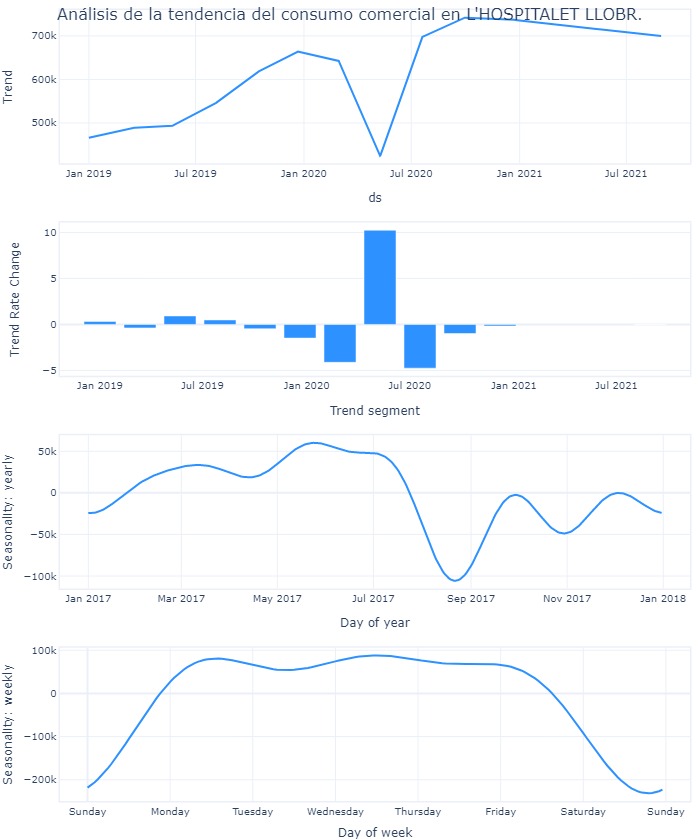 Análisis de la tendencia del consumo comercial en L'HOSPITALET LLOBR.
700k
600k
500k
Trend
Jan 2019 Jul 2019 Jan 2020 Jul 2020 Jan 2021 Jul 2021
ds
10
5
0
−5
Trend Rate Change
Jan 2019 Jul 2019 Jan 2020 Jul 2020 Jan 2021 Jul 2021
Trend segment
50k
0
−50k
−100k
Seasonality: yearly
Jan 2017 Mar 2017 May 2017 Jul 2017 Sep 2017 Nov 2017 Jan 2018
Day of year
100k
0
−100k
−200k
Seasonality: weekly
Sunday Monday Tuesday Wednesday Thursday Friday Saturday Sunday
Day of week